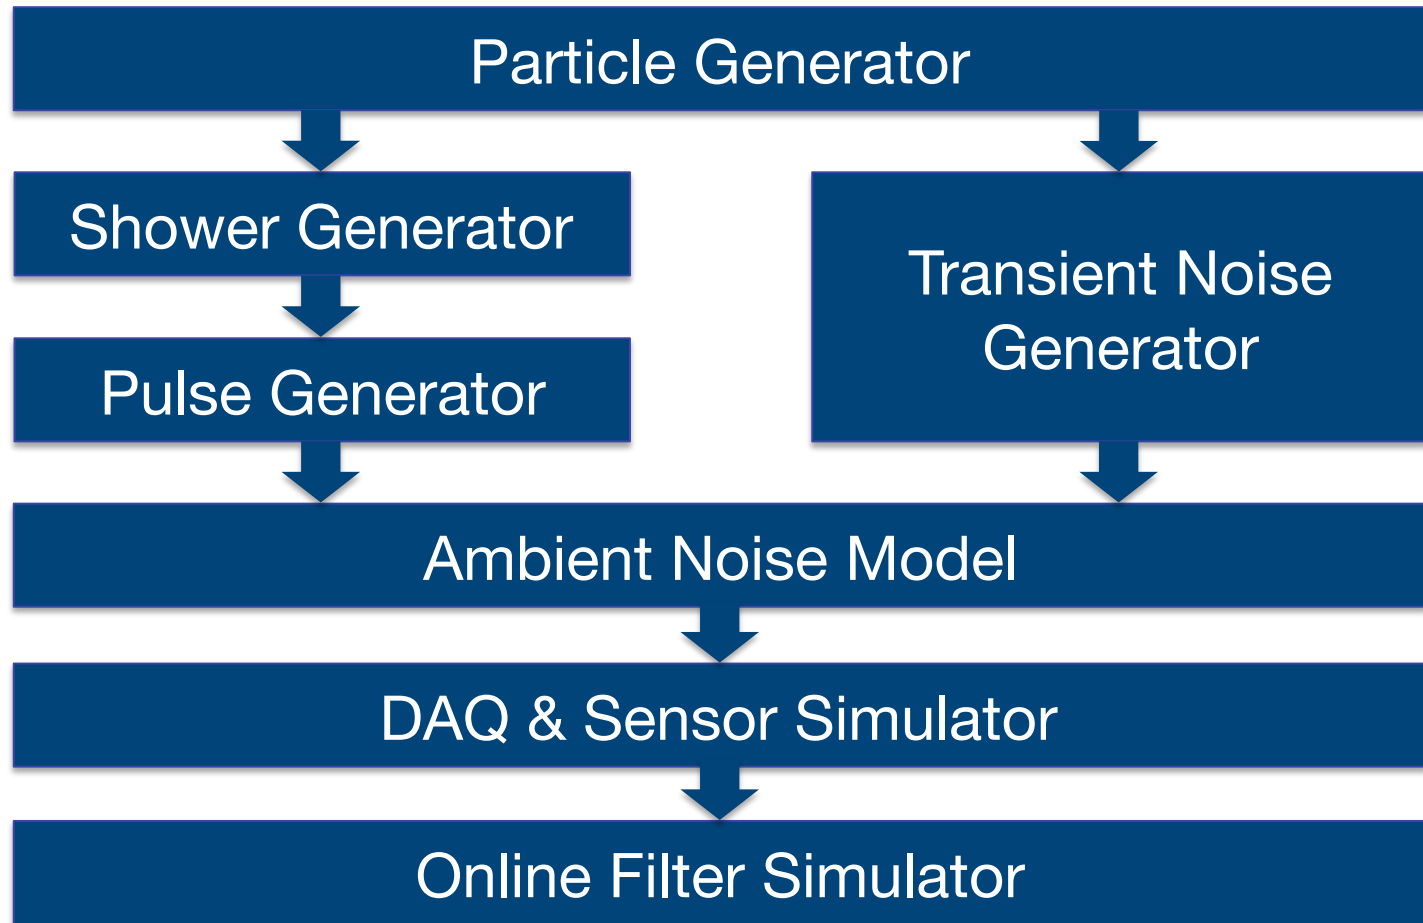 Particle Generator
Shower Generator
Transient Noise
Generator
Pulse Generator
Ambient Noise Model
DAQ & Sensor Simulator
Online Filter Simulator